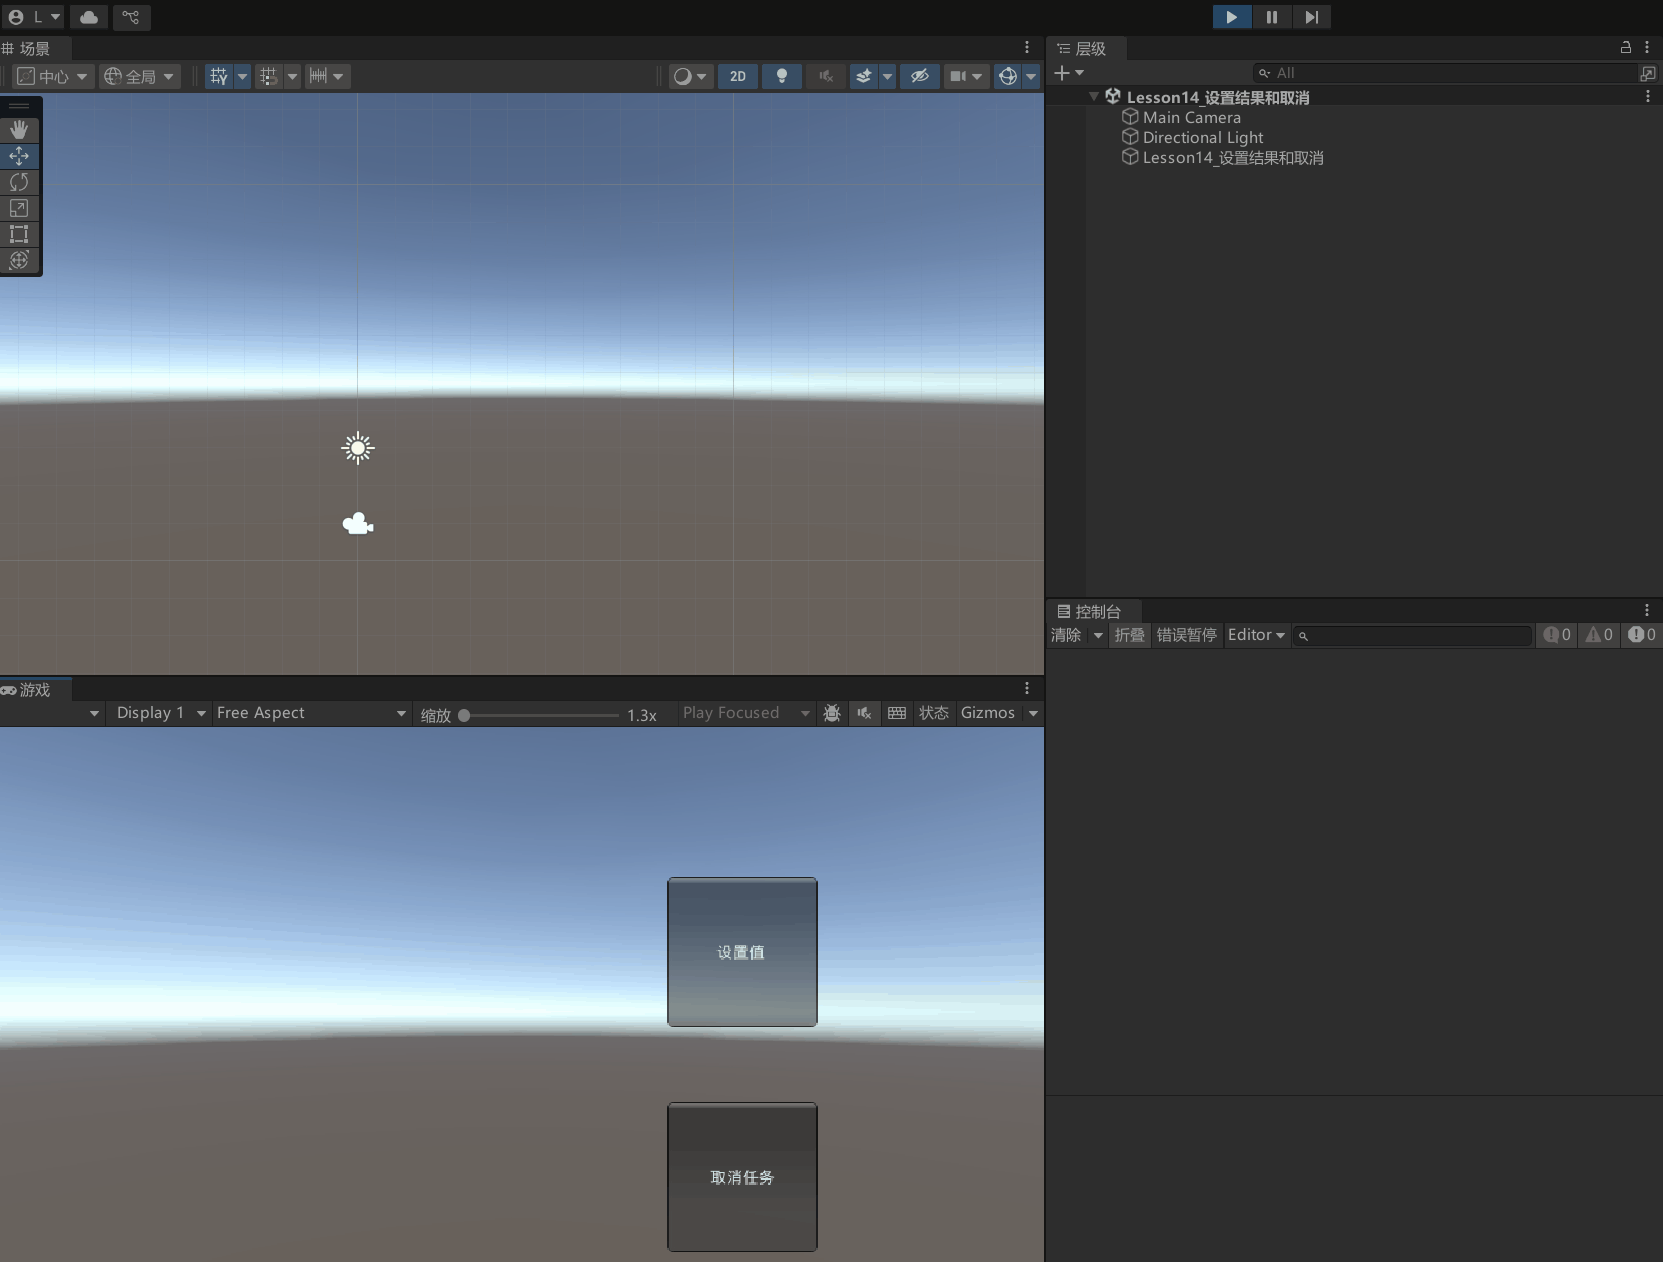 L
场景
中心
全局
2D
游戏
Display 1
Free Aspect
缩放
1.3x
Play Focused
状态
Gizmos
设置值
取消任务
层级
All
Lesson14_设置结果和取消
Main Camera
Directional Light
Lesson14_设置结果和取消
控制台
清除
折叠
错误暂停
Editor
0
0
0